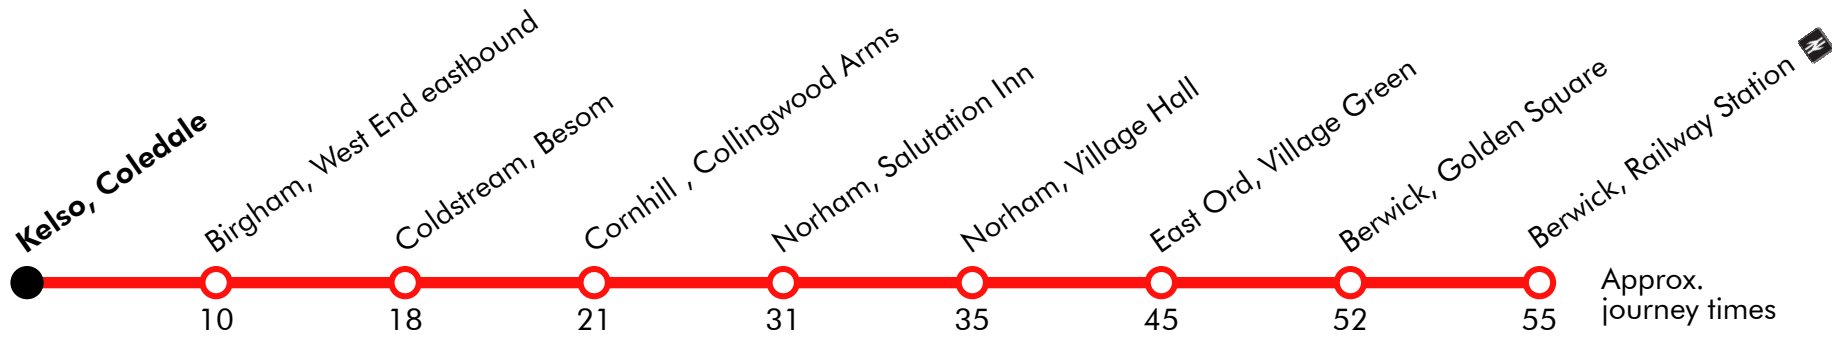 Kelso, Coledale
Birgham, West End eastbound
Coldstream, Besom
Cornhill , Collingwood Arms
Norham, Salutation Inn
Norham, Village Hall
East Ord, Village Green
Berwick, Golden Square
Berwick, Railway Station
10
18
21
31
35
45
52
55
Approx.
journey times